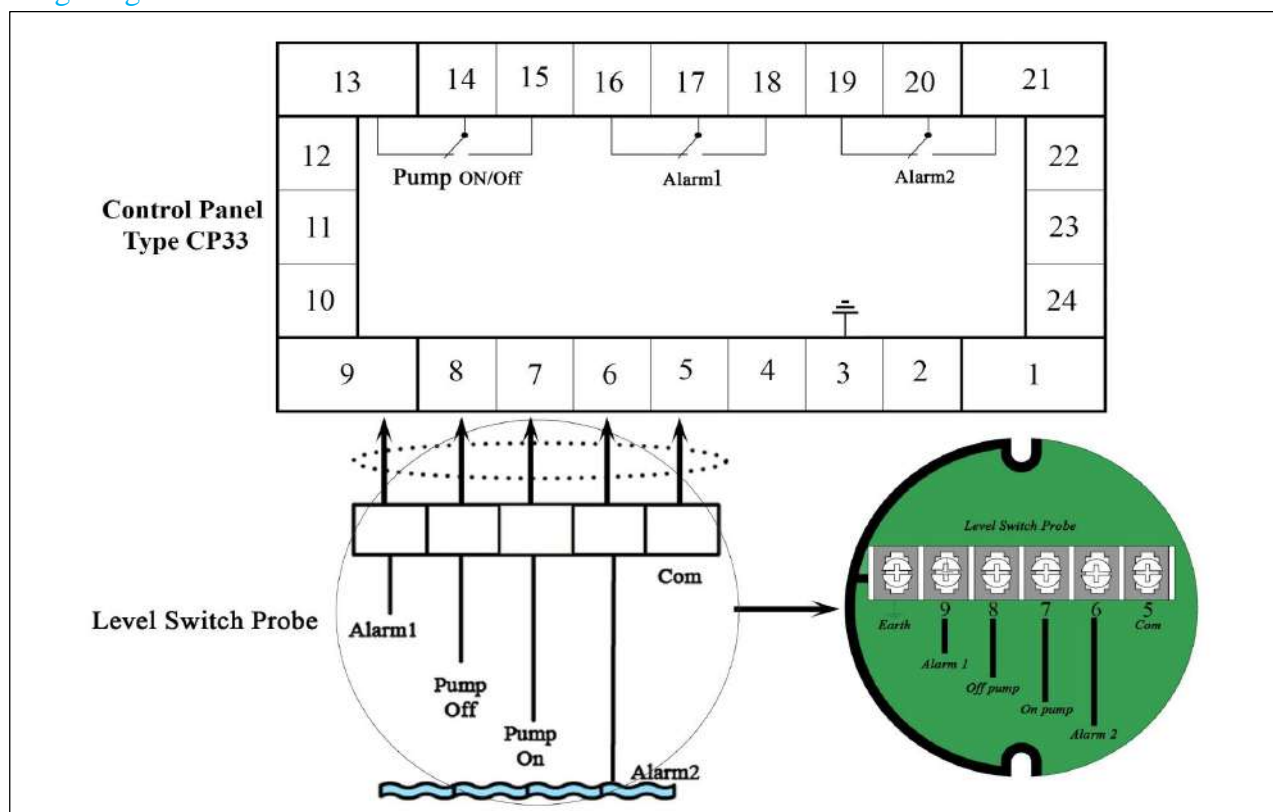 13 14 15 16 17 18 19 20 21
12 22
Pump ON/Off Alarm1 Alarm2
Control Panel
Type CP33
11 23
10 24
9 8 7 6 5 4 3 2 1
Level Switch Probe
Com
Alarm1
Level Switch Probe
Pump
Off
Pump
On
Alarm2
9 8 7 6 5
Earth Com
Alarm 1
Off pump
On pump
Alarm 2